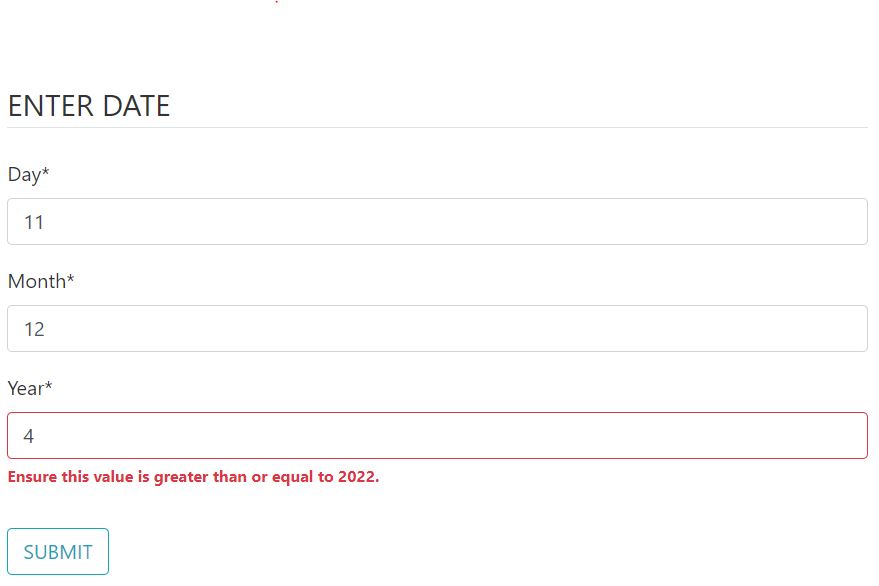 ENTER DATE
Day*
11
Month*
12
Year*
4
Ensure this value is greater than or equal to 2022.
SUBMIT